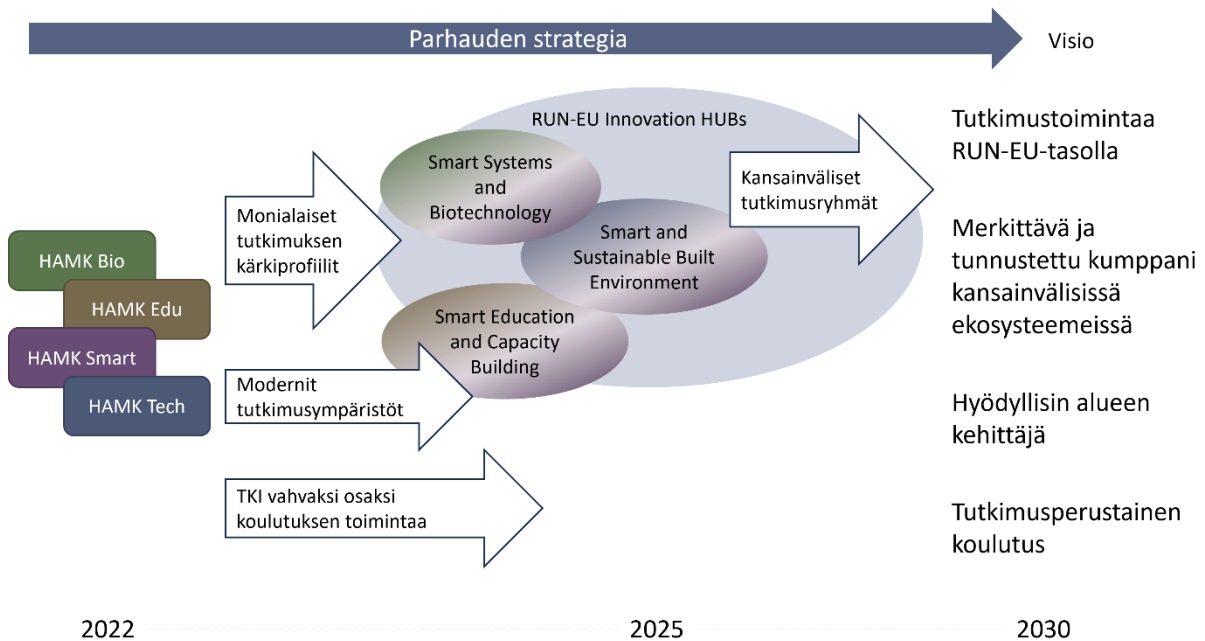 Parhauden strategia
Visio
HAMK Bio
HAMK Edu
HAMK Smart
HAMK Tech
Monialaiset
tutkimuksen
kärkiprofiilit
Modernit
tutkimusympäristöt
TKI vahvaksi osaksi
koulutuksen toimintaa
RUN-EU Innovation HUBs
Smart Systems
and
Biotechnology
Smart and
Sustainable Built
Environment
Smart Education
and Capacity
Building
Kansainväliset
tutkimusryhmät
Tutkimustoimintaa
RUN-EU-tasolla
Merkittävä ja
tunnustettu kumppani
kansainvälisissä
ekosysteemeissä
Hyödyllisin alueen
kehittäjä
Tutkimusperustainen
koulutus
2022
2025
2030